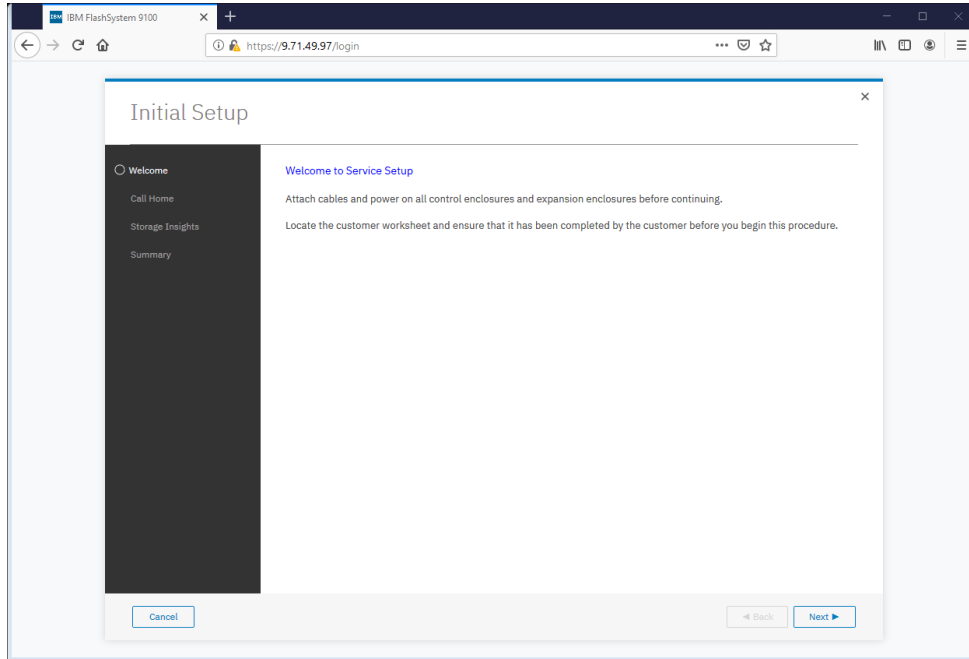 IBM IBM FlashSystem 9100
https://9.71.49.97/login
Initial Setup
Welcome
Call Home
Storage Insights
Summary
Welcome to Service Setup
Attach cables and power on all control enclosures and expansion enclosures before continuing.
Locate the customer worksheet and ensure that it has been completed by the customer before you begin this procedure.
Cancel
Back
Next